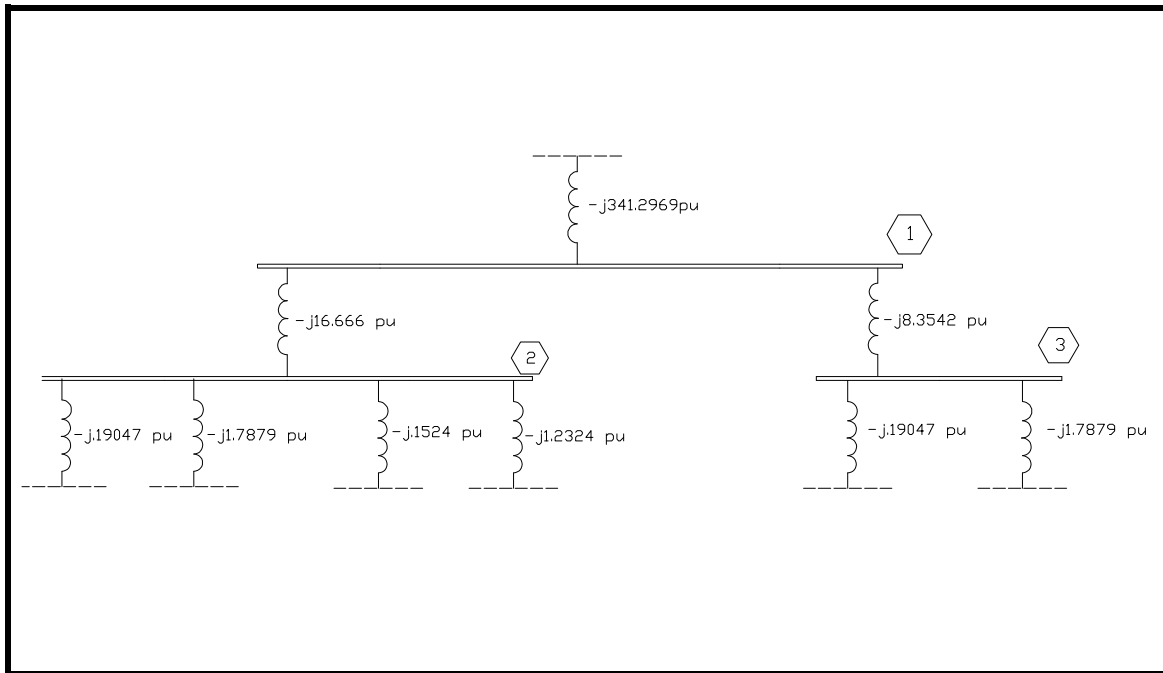 -j341.2969pu
1
-j16.666 pu
-j8.3542 pu
2
3
-j.19047 pu
-j1.7879 pu
-j.1524 pu
-j1.2324 pu
-j.19047 pu
-j1.7879 pu